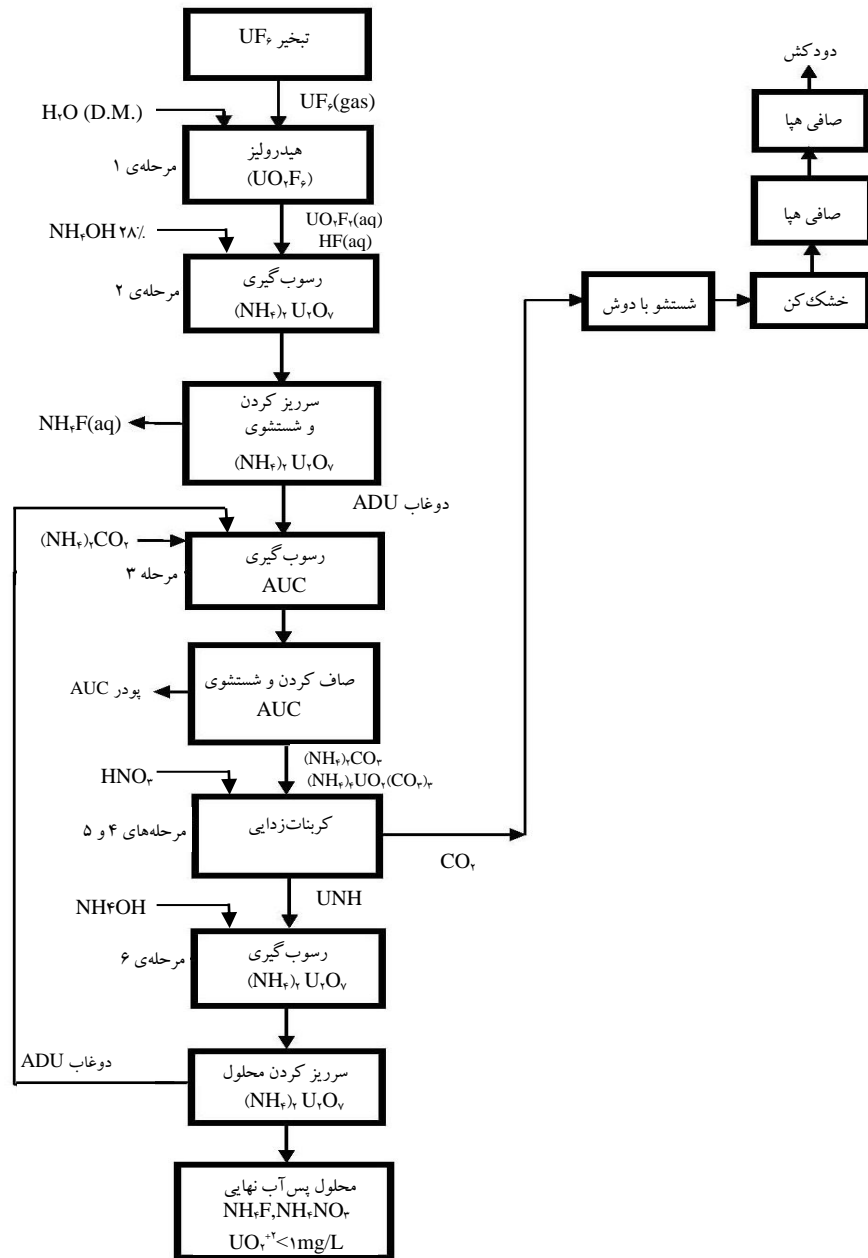 تبخیر UF۶
UF۶(gas)
H۲O (D.M.)
هیدرولیز
(UO۲F۶)
مرحله‌ی ۱
UO۲F۲(aq)
HF(aq)
NH۴OH ۲۸٪
رسوب‌گیری
(NH۴)۲ U۲O۷
مرحله‌ی ۲
سرریز کردن
و شستشوی
(NH۴)۲ U۲O۷
NH۴F(aq)
دوغاب ADU
(NH۴)۲CO۲
رسوب‌گیری
AUC
مرحله ۳
صاف کردن و شستشوی
AUC
پودر AUC
(NH۴)۲CO۳
(NH۴)۴UO۲(CO۳)۳
HNO۳
کربنات‌زدایی
مرحله‌های ۴ و ۵
CO۲
UNH
NH۴OH
رسوب‌گیری
(NH۴)۲ U۲O۷
مرحله‌ی ۶
دوغاب ADU
سرریز کردن محلول
(NH۴)۲ U۲O۷
محلول پس‌آب نهایی
NH۴F,NH۴NO۳
UO۲⁺²<۱mg/L
دودکش
صافی هپا
صافی هپا
خشک‌کن
شستشو با دوش